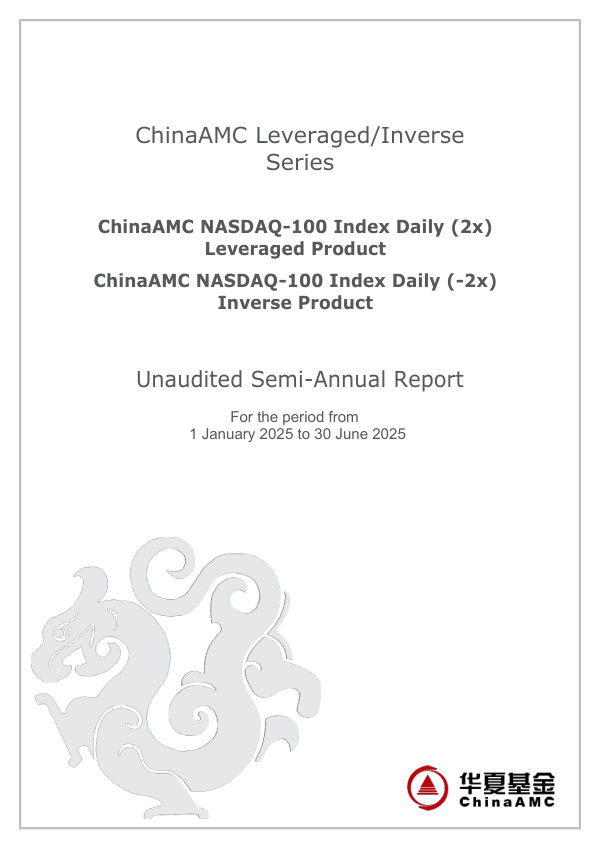 ChinaAMC Leveraged/Inverse
Series
ChinaAMC NASDAQ-100 Index Daily (2x)
Leveraged Product
ChinaAMC NASDAQ-100 Index Daily (-2x)
Inverse Product
Unaudited Semi-Annual Report
For the period from
1 January 2025 to 30 June 2025
华夏基金
ChinaAMC